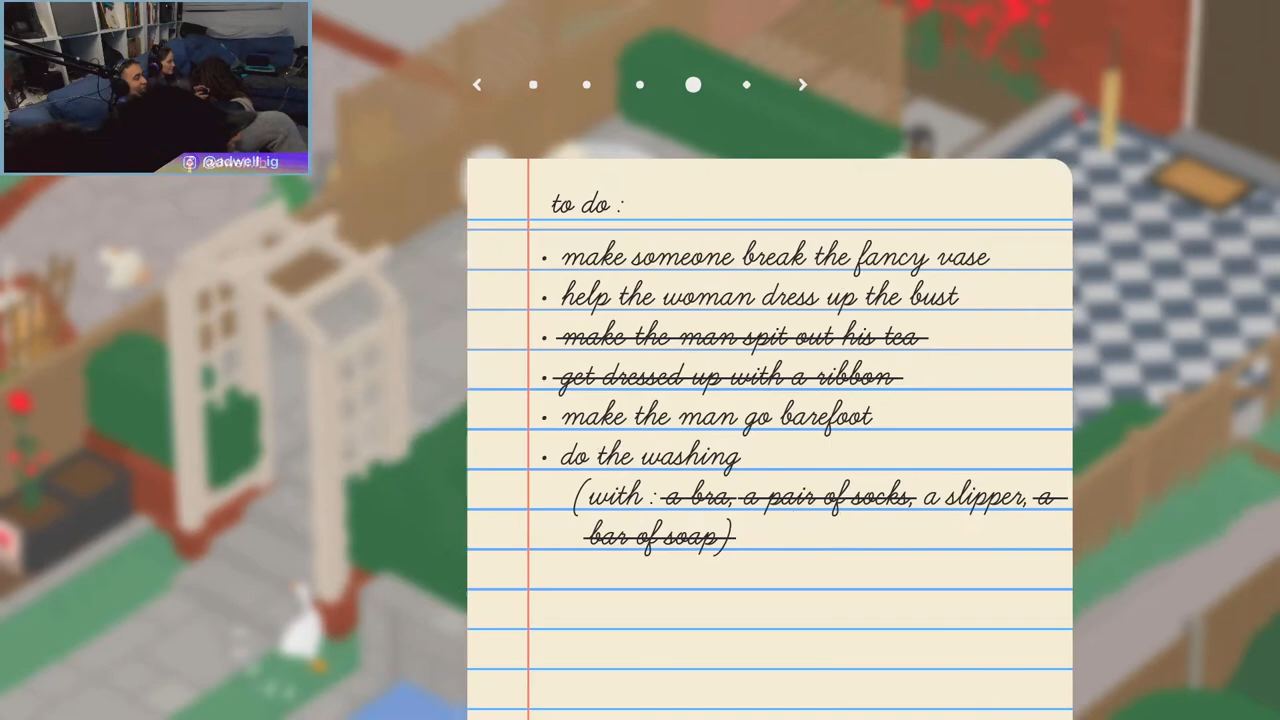 @adwell_ig
to do :
• make someone break the fancy vase
• help the woman dress up the bust
• make the man spit out his tea
• get dressed up with a ribbon
• make the man go barefoot
• do the washing
(with : a bra, a pair of socks, a slipper, a
bar of soap)